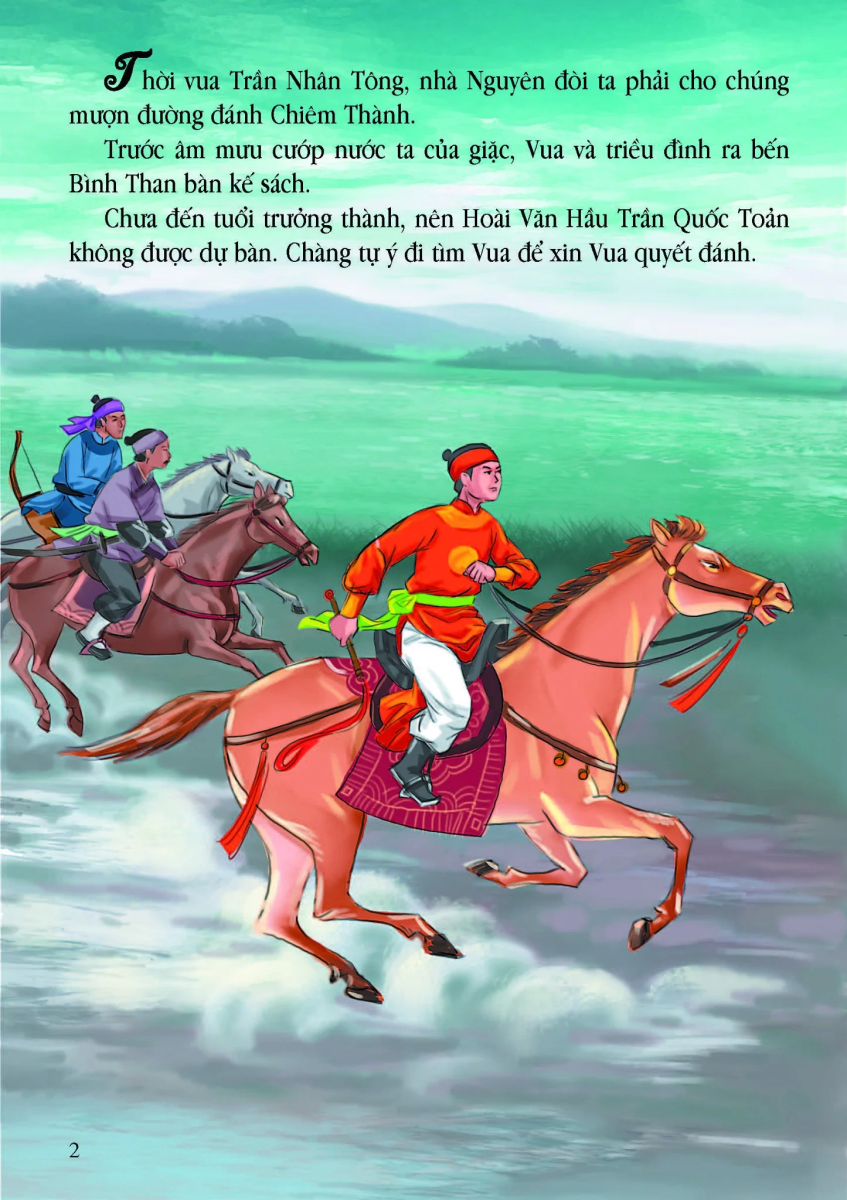 Thời vua Trần Nhân Tông, nhà Nguyên đòi ta phải cho chúng
mượn đường đánh Chiêm Thành.
Trước âm mưu cướp nước ta của giặc, Vua và triều đình ra bến
Bình Than bàn kế sách.
Chưa đến tuổi trưởng thành, nên Hoài Văn Hầu Trần Quốc Toản
không được dự bàn. Chàng tự ý đi tìm Vua để xin Vua quyết đánh.
2